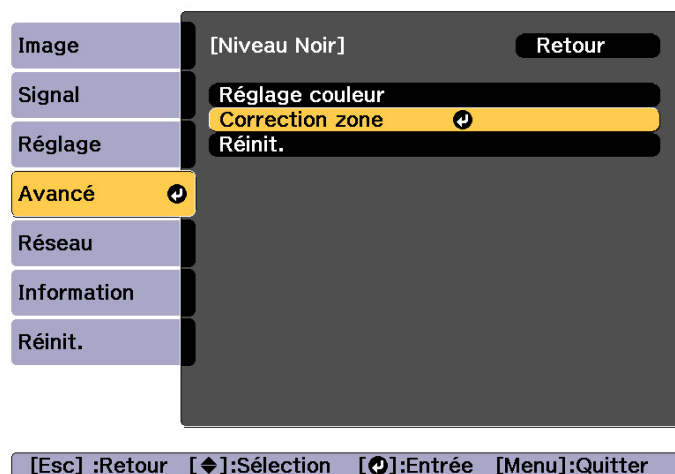 Image
Signal
Réglage
Avancé
Réseau
Information
Réinit.
[Niveau Noir] Retour
Réglage couleur
Correction zone
Réinit.
[Esc] :Retour [◆]:Sélection [↵]:Entrée [Menu]:Quitter